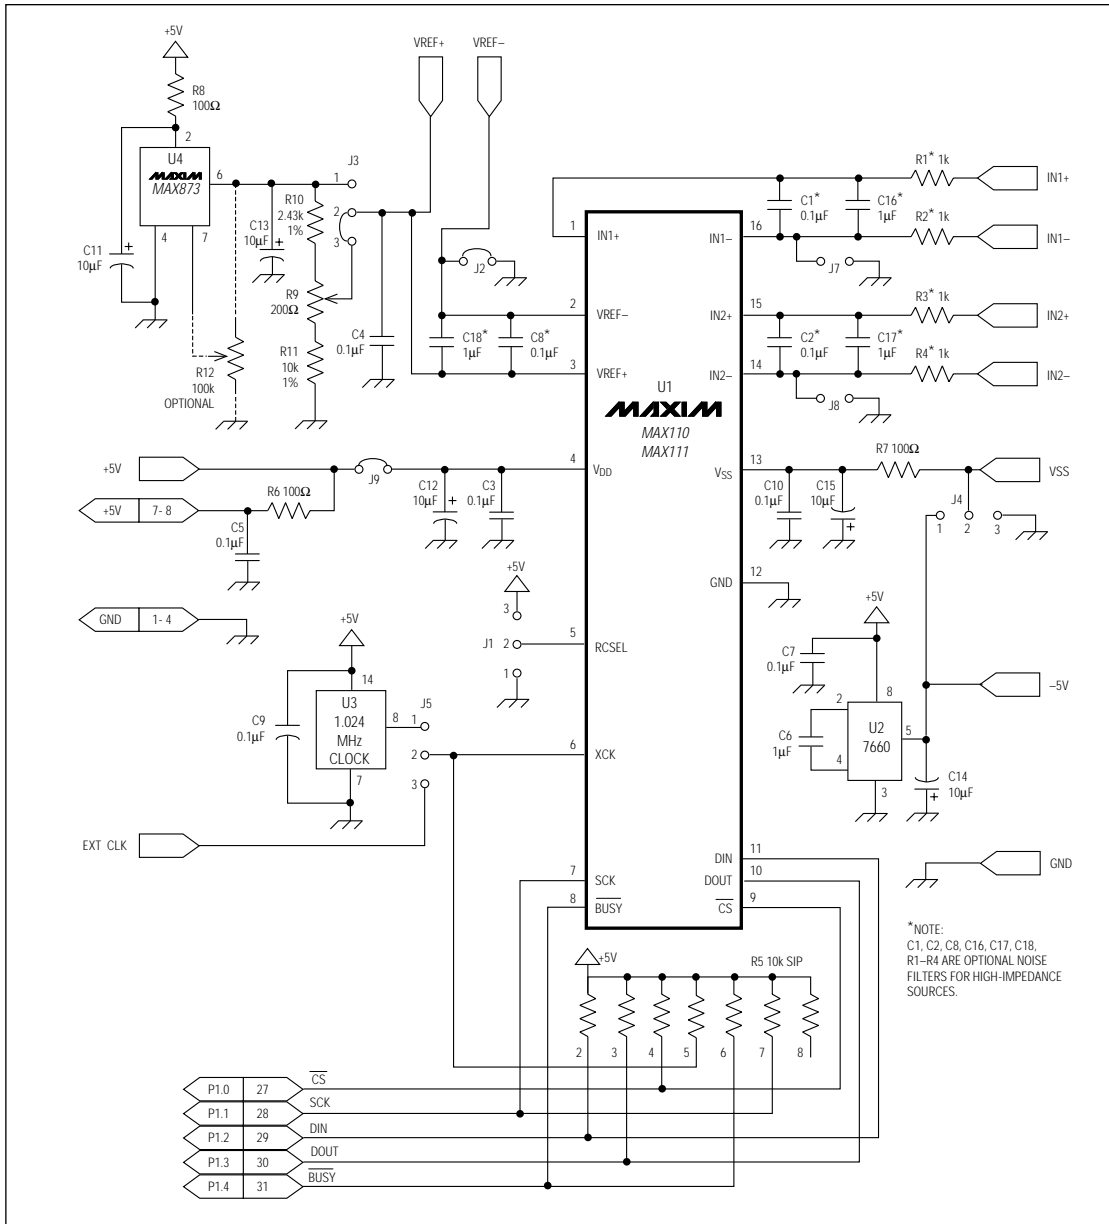 +5V
R8
100Ω
2
U4
MAXIM
MAX873
6
4
7
C11
10µF
+
C13
10µF
+
R10
2.43k
1%
R9
200Ω
R11
10k
1%
R12
100k
OPTIONAL
J3
1
2
3
C4
0.1µF
VREF+
VREF–
J2
C18*
1µF
C8*
0.1µF
1
IN1+
2
VREF–
3
VREF+
4
VDD
5
RCSEL
6
XCK
7
SCK
8
BUSY
U1
MAXIM
MAX110
MAX111
16
IN1–
15
IN2+
14
IN2–
13
VSS
12
GND
11
DIN
10
DOUT
9
CS
R1* 1k
IN1+
C1*
0.1µF
C16*
1µF
R2* 1k
IN1–
J7
R3* 1k
IN2+
C2*
0.1µF
C17*
1µF
R4* 1k
IN2–
J8
R7 100Ω
VSS
C10
0.1µF
C15
10µF
+
J4
1
2
3
+5V
J9
C12
10µF
+
C3
0.1µF
+5V
7- 8
R6 100Ω
C5
0.1µF
GND
1- 4
+5V
3
J1 2
1
+5V
14
U3
1.024
MHz
CLOCK
8
7
C9
0.1µF
J5
1
2
3
EXT CLK
+5V
C7
0.1µF
8
2
U2
7660
5
4
3
C6
1µF
–5V
C14
10µF
+
GND
*NOTE:
C1, C2, C8, C16, C17, C18,
R1–R4 ARE OPTIONAL NOISE
FILTERS FOR HIGH-IMPEDANCE
SOURCES.
+5V
R5 10k SIP
2
3
4
5
6
7
8
P1.0
27
CS
P1.1
28
SCK
P1.2
29
DIN
P1.3
30
DOUT
P1.4
31
BUSY